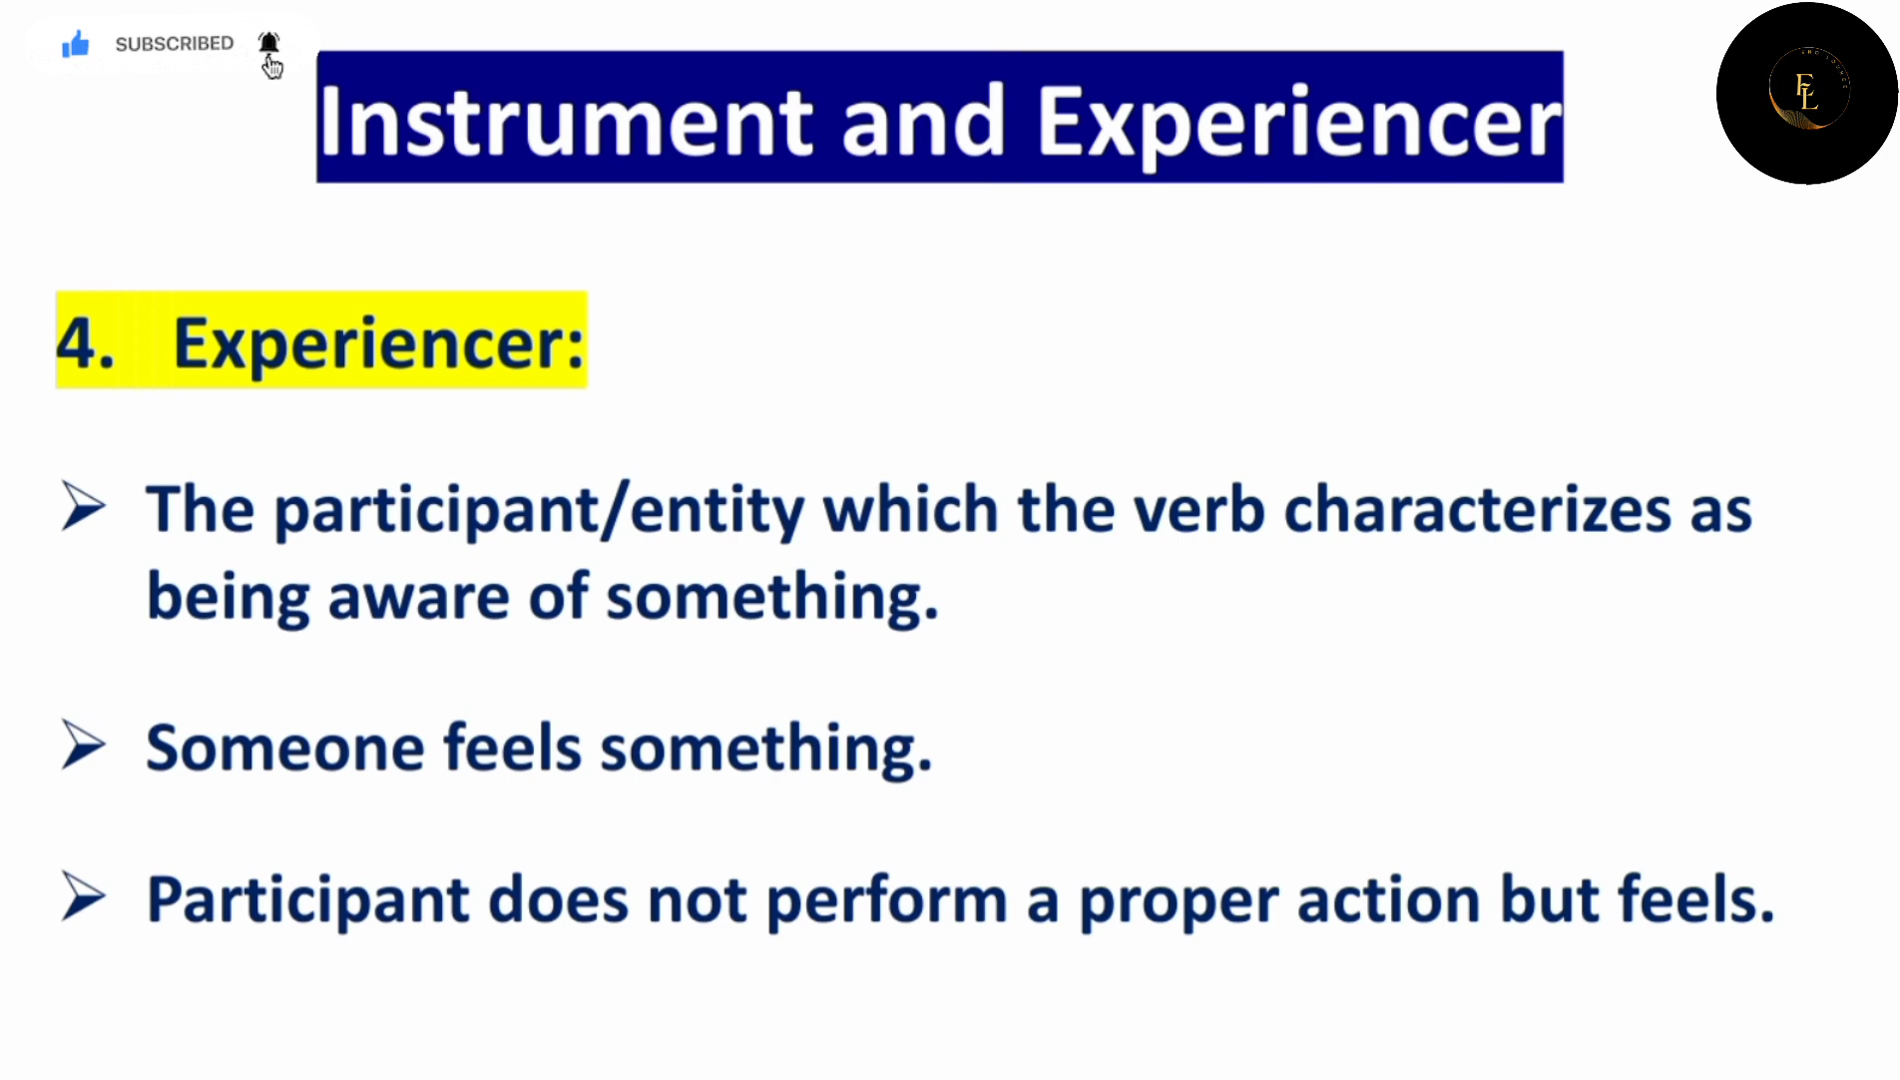 SUBSCRIBED
Instrument and Experiencer
4. Experiencer:
➢ The participant/entity which the verb characterizes as
being aware of something.
➢ Someone feels something.
➢ Participant does not perform a proper action but feels.